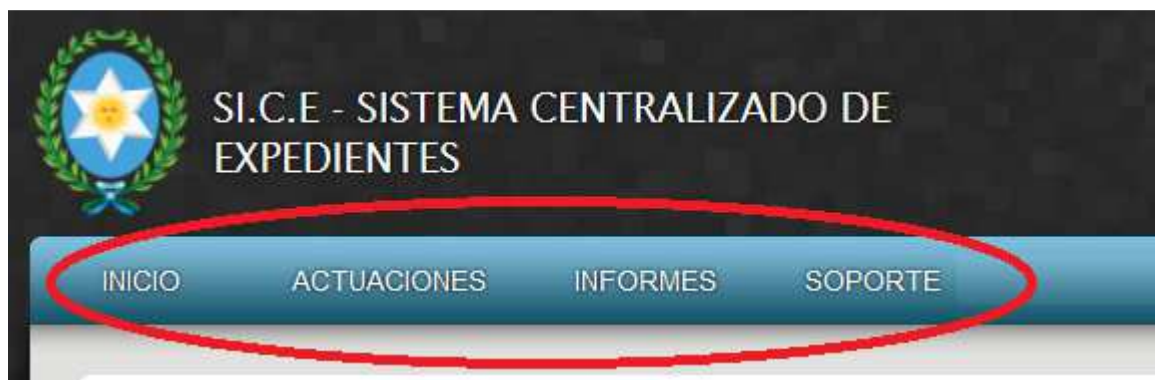 SI.C.E - SISTEMA CENTRALIZADO DE
EXPEDIENTES
INICIO ACTUACIONES INFORMES SOPORTE